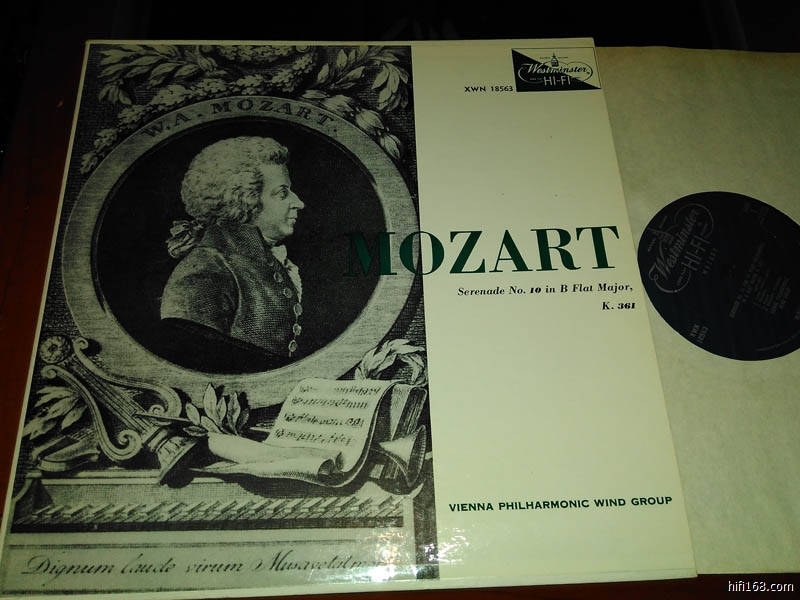 W. A. MOZART.
XWN 18563
Westminster
HI-FI
MOZART
Serenade No. 10 in B Flat Major,
K. 361
VIENNA PHILHARMONIC WIND GROUP
Dignum laude virum Musa vetat mori
Westminster
HI-FI
hifi168.com